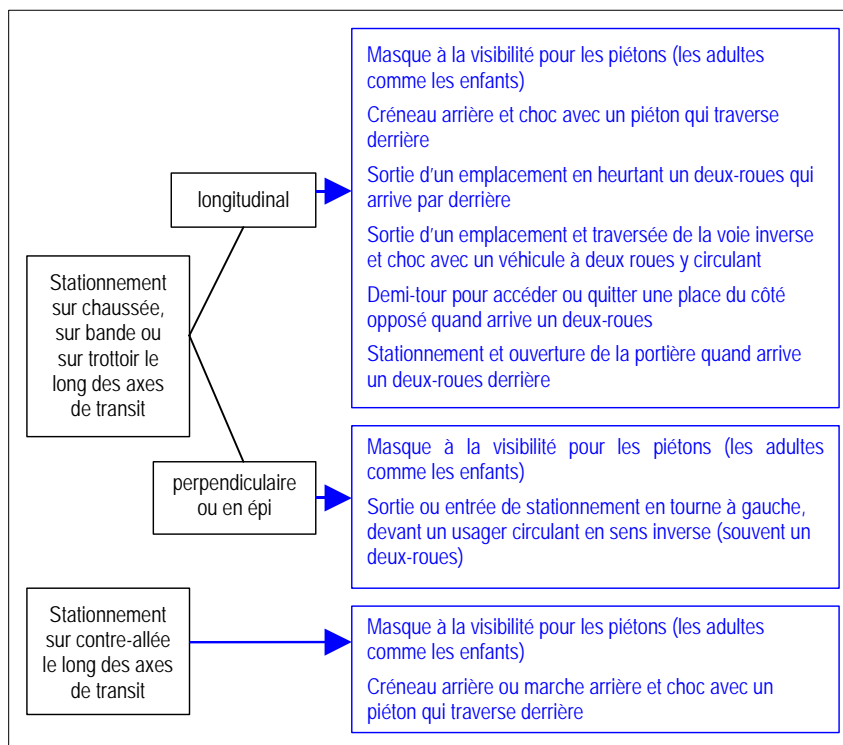 Masque à la visibilité pour les piétons (les adultes
comme les enfants)
Créneau arrière et choc avec un piéton qui traverse
derrière
Sortie d'un emplacement en heurtant un deux-roues qui
arrive par derrière
Sortie d'un emplacement et traversée de la voie inverse
et choc avec un véhicule à deux roues y circulant
Demi-tour pour accéder ou quitter une place du côté
opposé quand arrive un deux-roues
Stationnement et ouverture de la portière quand arrive
un deux-roues derrière
longitudinal
Stationnement
sur chaussée,
sur bande ou
sur trottoir le
long des axes
de transit
perpendiculaire
ou en épi
Masque à la visibilité pour les piétons (les adultes
comme les enfants)
Sortie ou entrée de stationnement en tourne à gauche,
devant un usager circulant en sens inverse (souvent un
deux-roues)
Stationnement
sur contre-allée
le long des axes
de transit
Masque à la visibilité pour les piétons (les adultes
comme les enfants)
Créneau arrière ou marche arrière et choc avec un
piéton qui traverse derrière